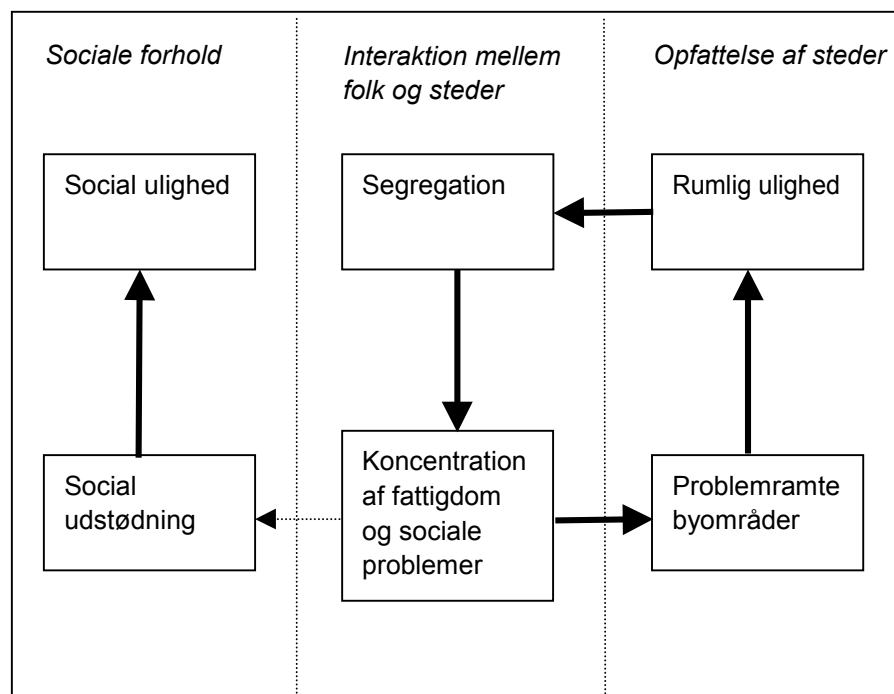 Sociale forhold
Interaktion mellem
folk og steder
Opfattelse af steder
Social ulighed
Segregation
Rumlig ulighed
Social
udstødning
Koncentration
af fattigdom
og sociale
problemer
Problemramte
byområder